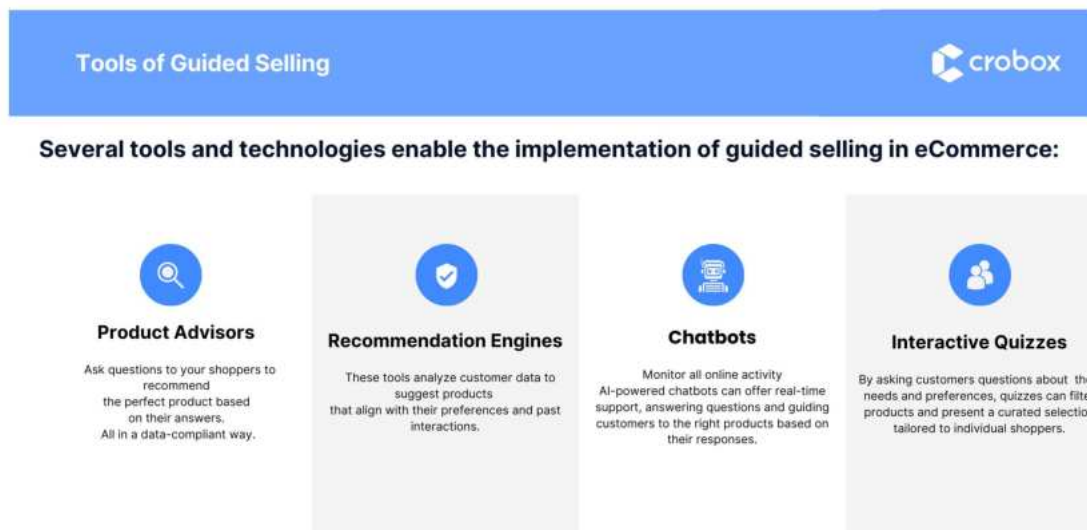 Tools of Guided Selling
crobox
Several tools and technologies enable the implementation of guided selling in eCommerce:
Product Advisors
Ask questions to your shoppers to
recommend
the perfect product based
on their answers.
All in a data-compliant way.
Recommendation Engines
These tools analyze customer data to
suggest products
that align with their preferences and past
interactions.
Chatbots
Monitor all online activity
AI-powered chatbots can offer real-time
support, answering questions and guiding
customers to the right products based on
their responses.
Interactive Quizzes
By asking customers questions about
needs and preferences, quizzes can
products and present a curated
tailored to individual shoppers.